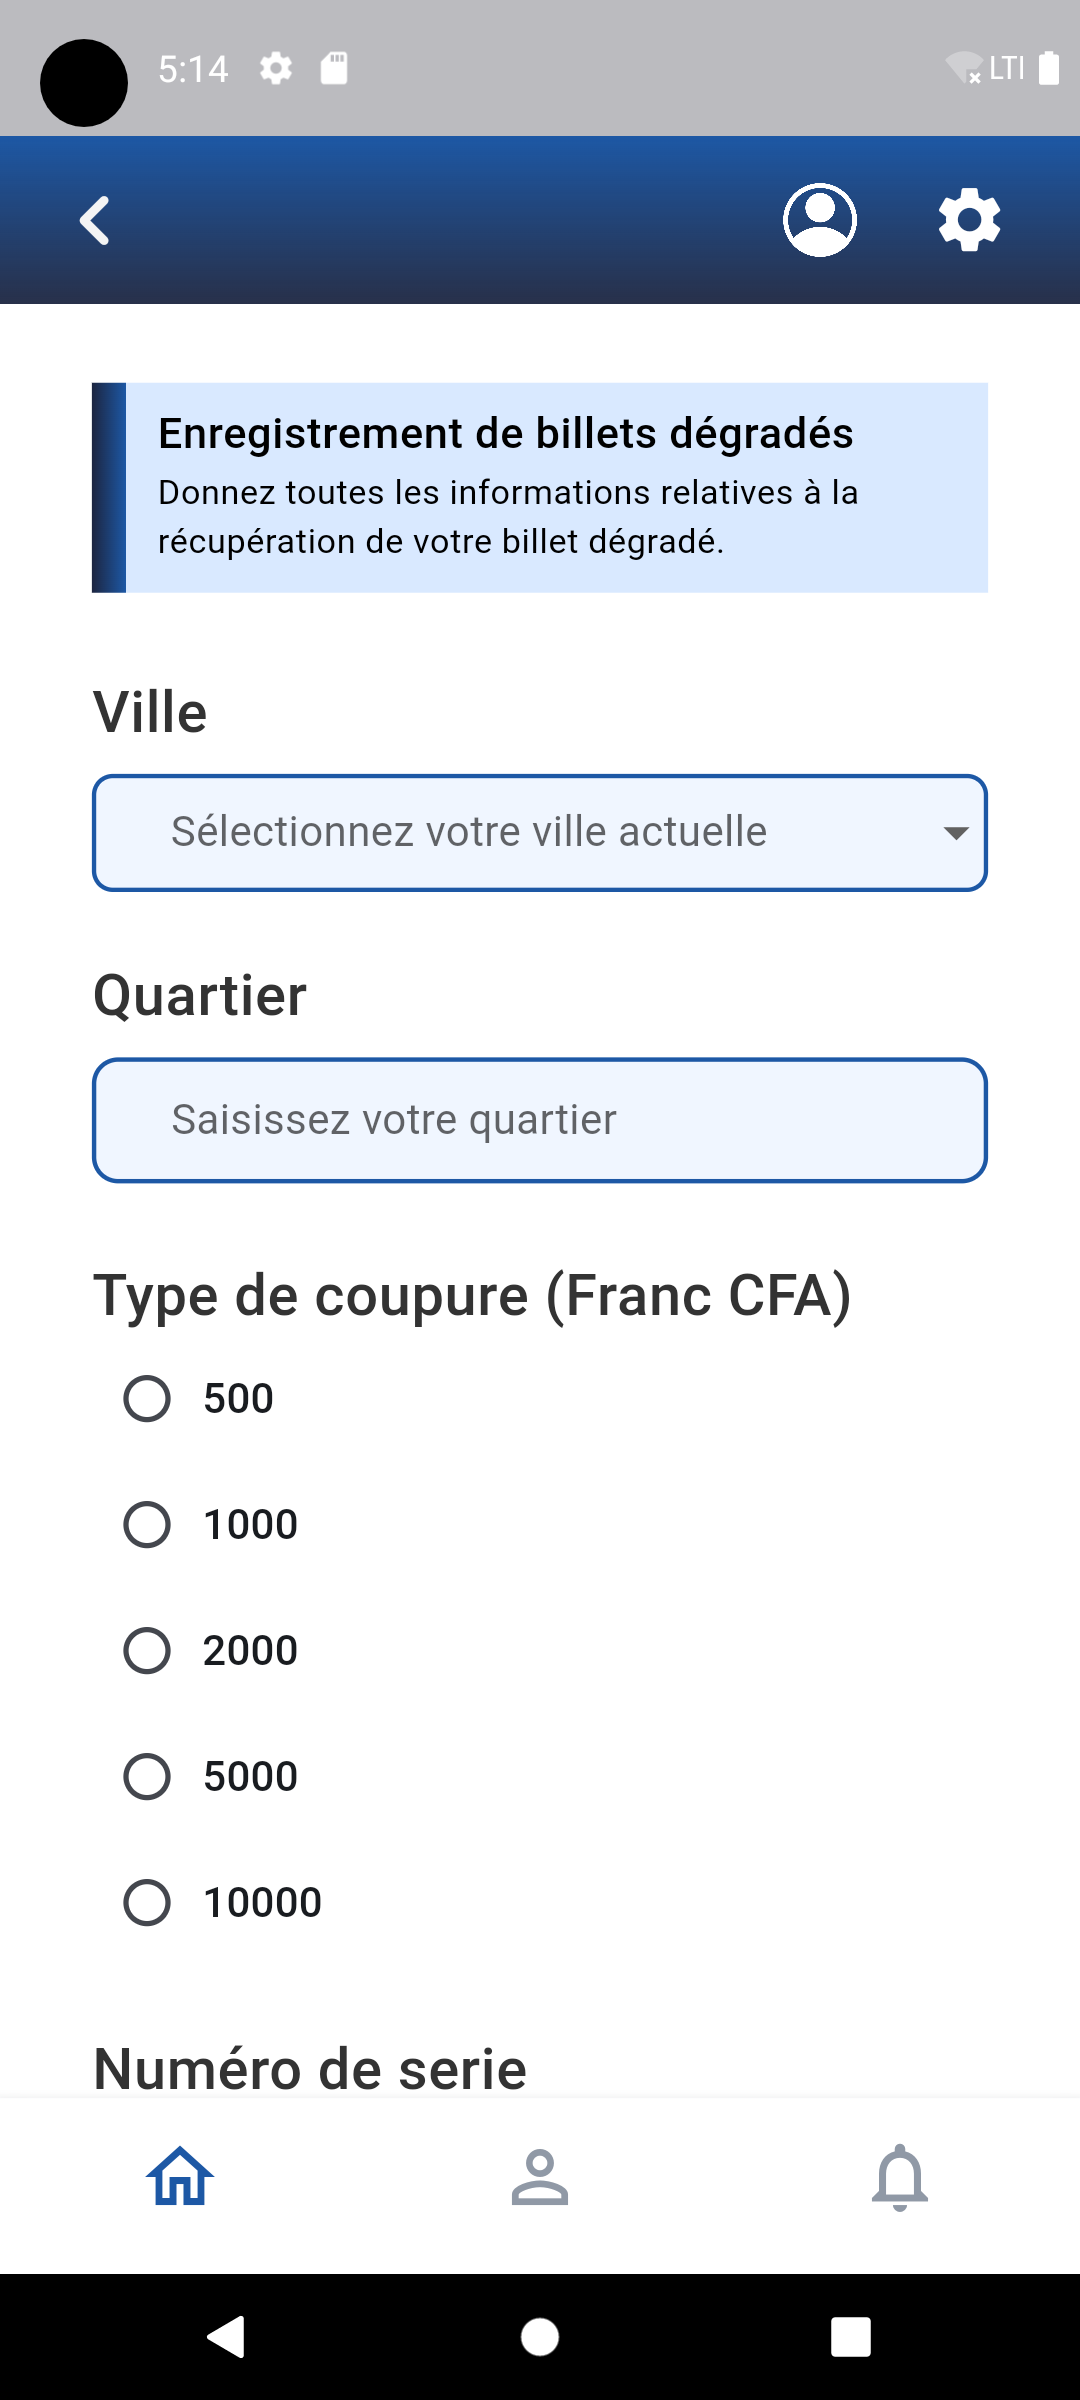 5:14
LTE
Enregistrement de billets dégradés
Donnez toutes les informations relatives à la
récupération de votre billet dégradé.
Ville
Sélectionnez votre ville actuelle
Quartier
Saisissez votre quartier
Type de coupure (Franc CFA)
500
1000
2000
5000
10000
Numéro de serie